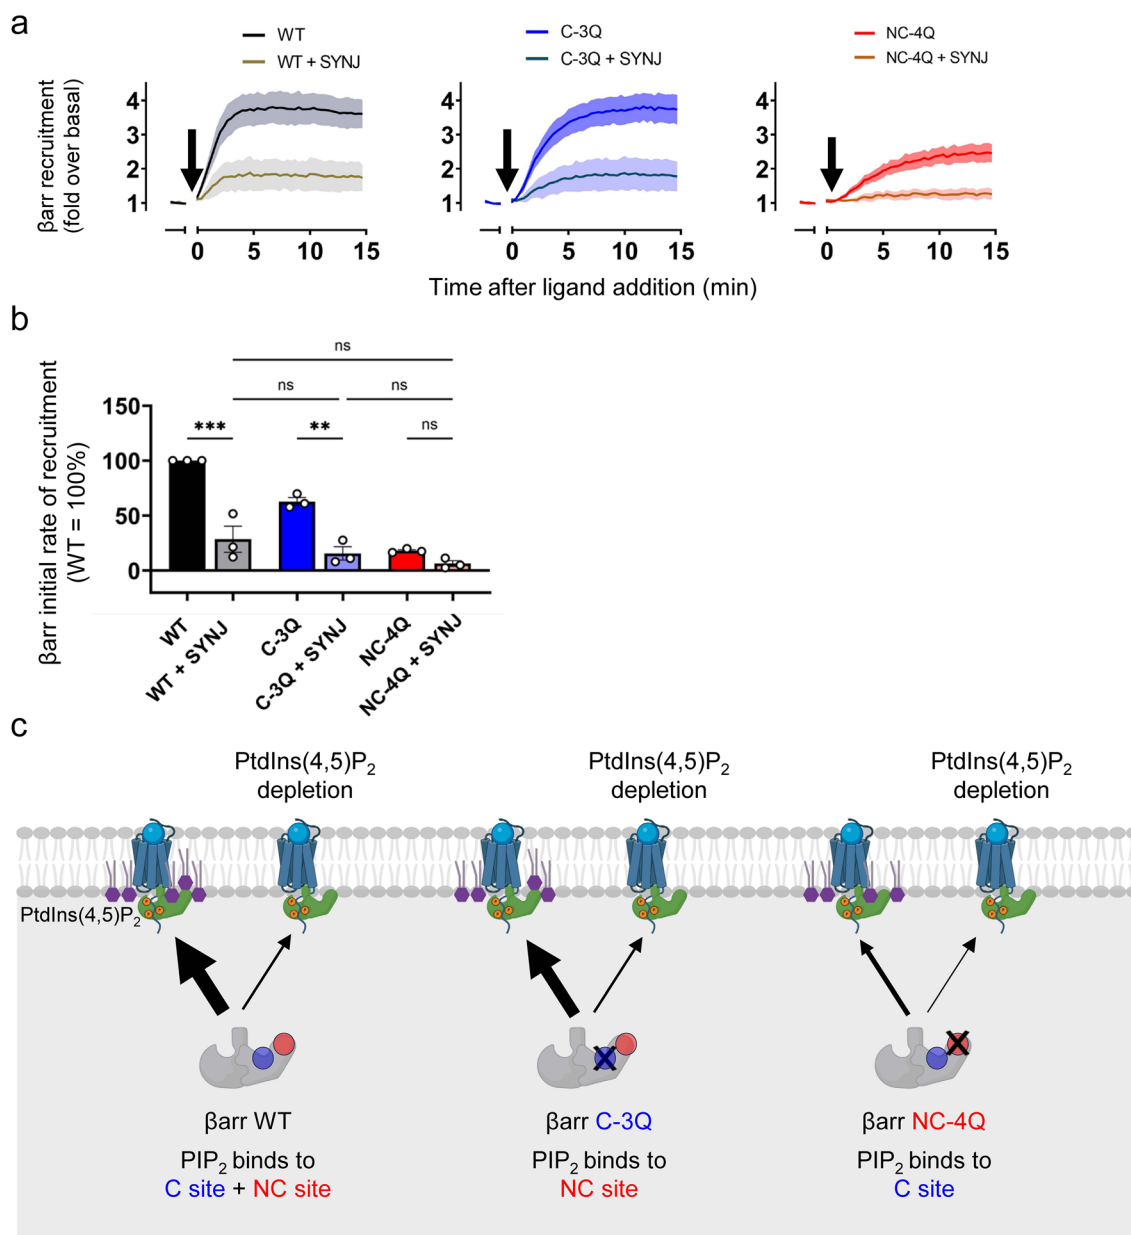 a
WT
WT + SYNJ
C-3Q
C-3Q + SYNJ
NC-4Q
NC-4Q + SYNJ
βarr recruitment
(fold over basal)
4
3
2
1
0 5 10 15
4
3
2
1
0 5 10 15
4
3
2
1
0 5 10 15
Time after ligand addition (min)
b
βarr initial rate of recruitment
(WT = 100%)
150
100
50
0
ns
ns ns
*** ** ns
WT
WT + SYNJ
C-3Q
C-3Q + SYNJ
NC-4Q
NC-4Q + SYNJ
c
PtdIns(4,5)P₂
depletion
PtdIns(4,5)P₂
depletion
PtdIns(4,5)P₂
depletion
PtdIns(4,5)P₂
βarr WT
PIP₂ binds to
C site + NC site
βarr C-3Q
PIP₂ binds to
NC site
βarr NC-4Q
PIP₂ binds to
C site